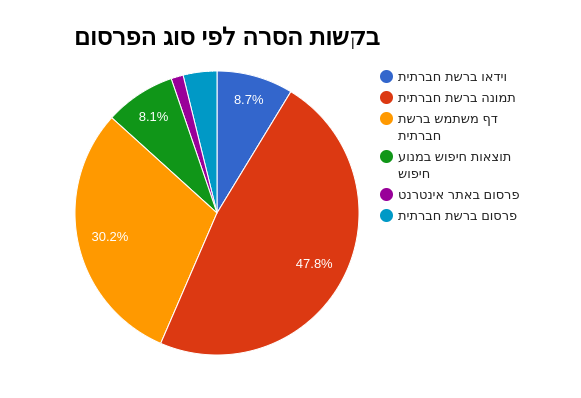 בקשות הסרה לפי סוג הפרסום
וידאו ברשת חברתית
תמונה ברשת חברתית
דף משתמש ברשת
חברתית
תוצאות חיפוש במנוע
חיפוש
פרסום באתר אינטרנט
פרסום ברשת חברתית
8.7%
47.8%
30.2%
8.1%